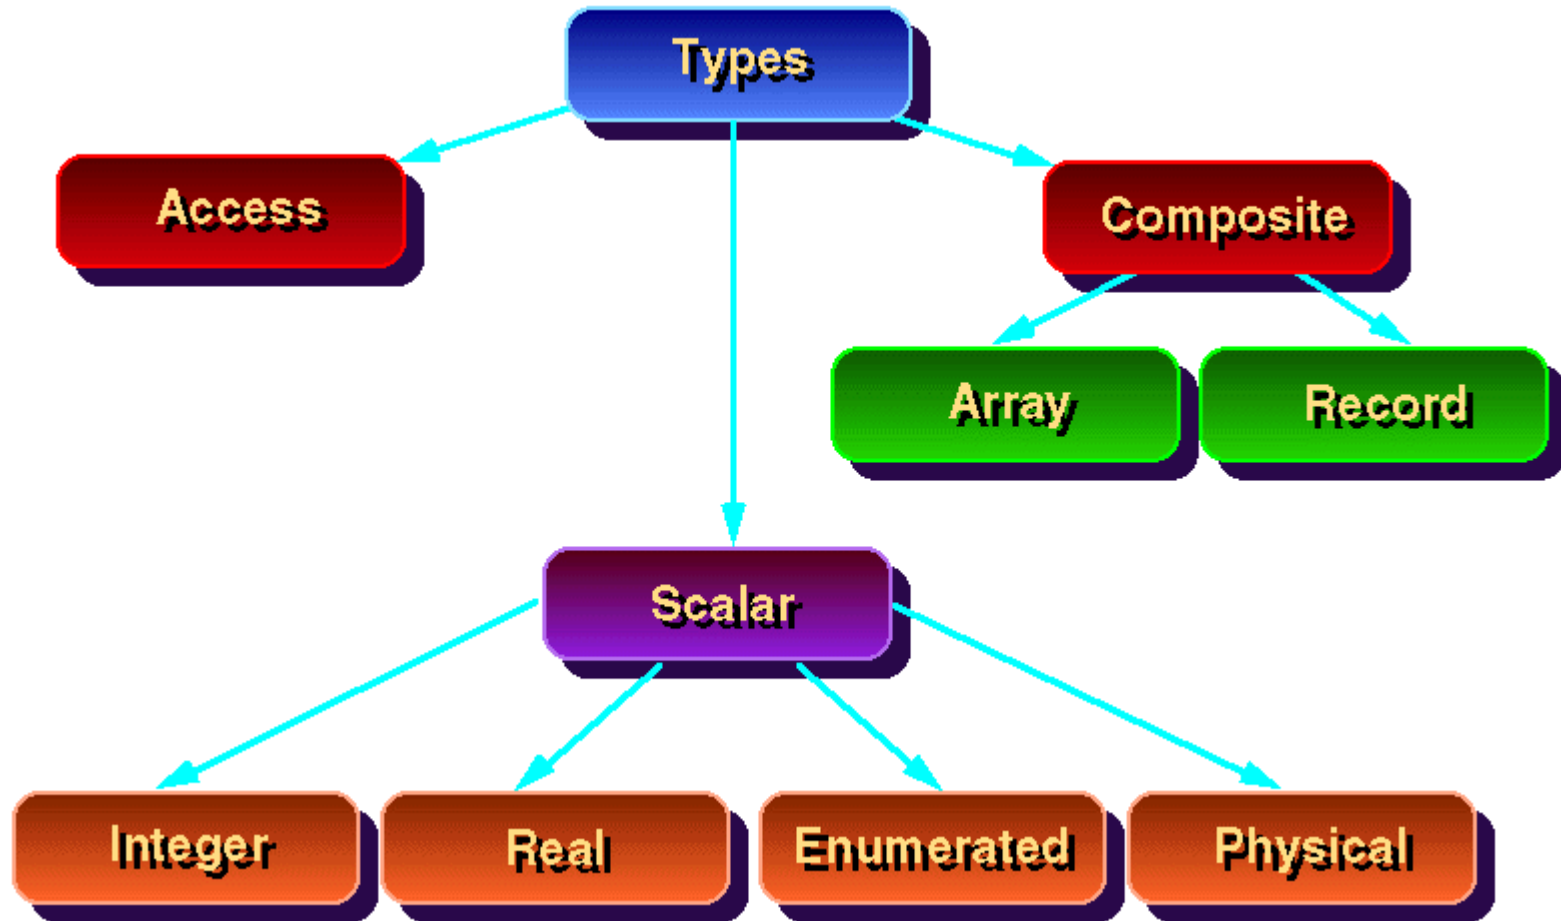 Types
Access
Composite
Array
Record
Scalar
Integer
Real
Enumerated
Physical